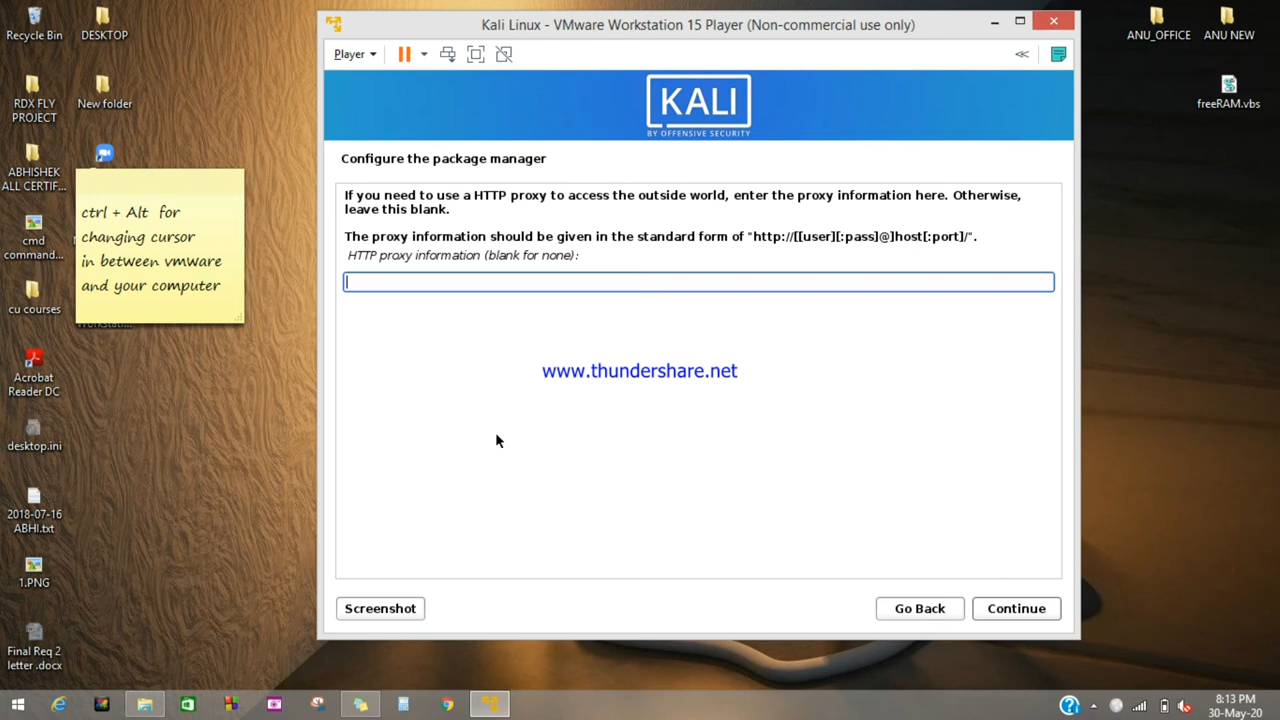 Recycle Bin
DESKTOP
RDX FLY
PROJECT
New folder
ABHISHEK
ALL CERTIF...
cmd
command...
cu courses
Acrobat
Reader DC
desktop.ini
2018-07-16
ABHI.txt
1.PNG
Final Req 2
letter .docx
ctrl + Alt for
changing cursor
in between vmware
and your computer
Kali Linux - VMware Workstation 15 Player (Non-commercial use only)
Player
KALI
BY OFFENSIVE SECURITY
Configure the package manager
If you need to use a HTTP proxy to access the outside world, enter the proxy information here. Otherwise,
leave this blank.
The proxy information should be given in the standard form of "http://[[user][:pass]@]host[:port]/".
HTTP proxy information (blank for none):
www.thundershare.net
Screenshot
Go Back
Continue
ANU_OFFICE
ANU NEW
freeRAM.vbs
8:13 PM
30-May-20